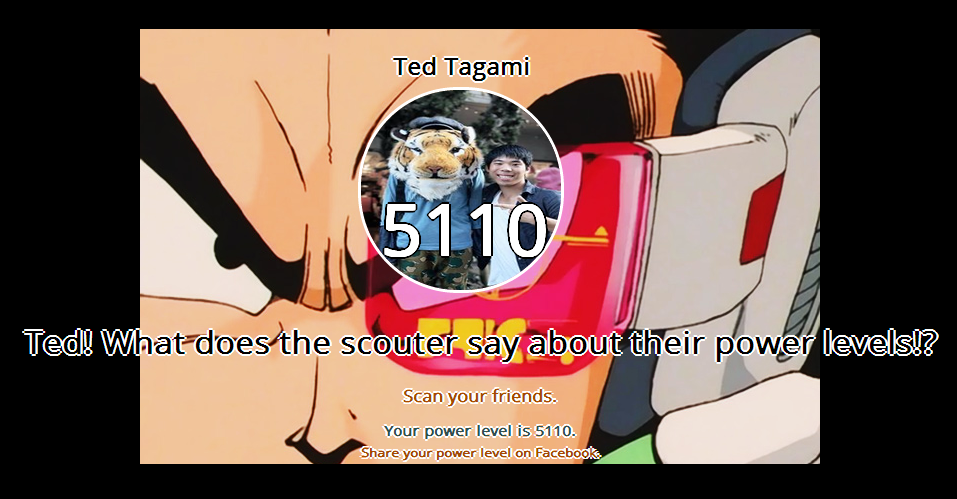 Ted Tagami
5110
Ted! What does the scouter say about their power levels!?
Scan your friends.
Your power level is 5110.
Share your power level on Facebook.